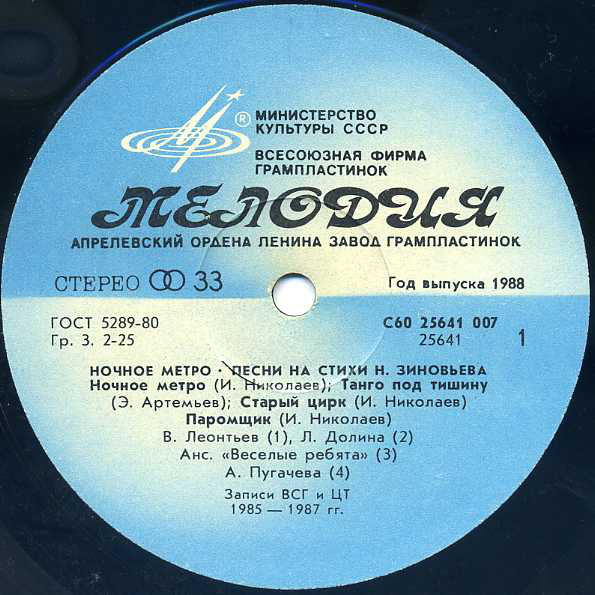 ®
МИНИСТЕРСТВО
КУЛЬТУРЫ СССР
ВСЕСОЮЗНАЯ ФИРМА
ГРАМПЛАСТИНОК
МЕЛОДИЯ
АПРЕЛЕВСКИЙ ОРДЕНА ЛЕНИНА ЗАВОД ГРАМПЛАСТИНОК
СТЕРЕО 33
Год выпуска 1988
ГОСТ 5289-80
С60 25641 007
Гр. 3. 2-25
25641 1
НОЧНОЕ МЕТРО · ПЕСНИ НА СТИХИ Н. ЗИНОВЬЕВА
Ночное метро (И. Николаев); Танго под тишину
(Э. Артемьев); Старый цирк (И. Николаев)
Паромщик (И. Николаев)
В. Леонтьев (1), Л. Долина (2)
Анс. «Веселые ребята» (3)
А. Пугачева (4)
Записи ВСГ и ЦТ
1985 — 1987 гг.